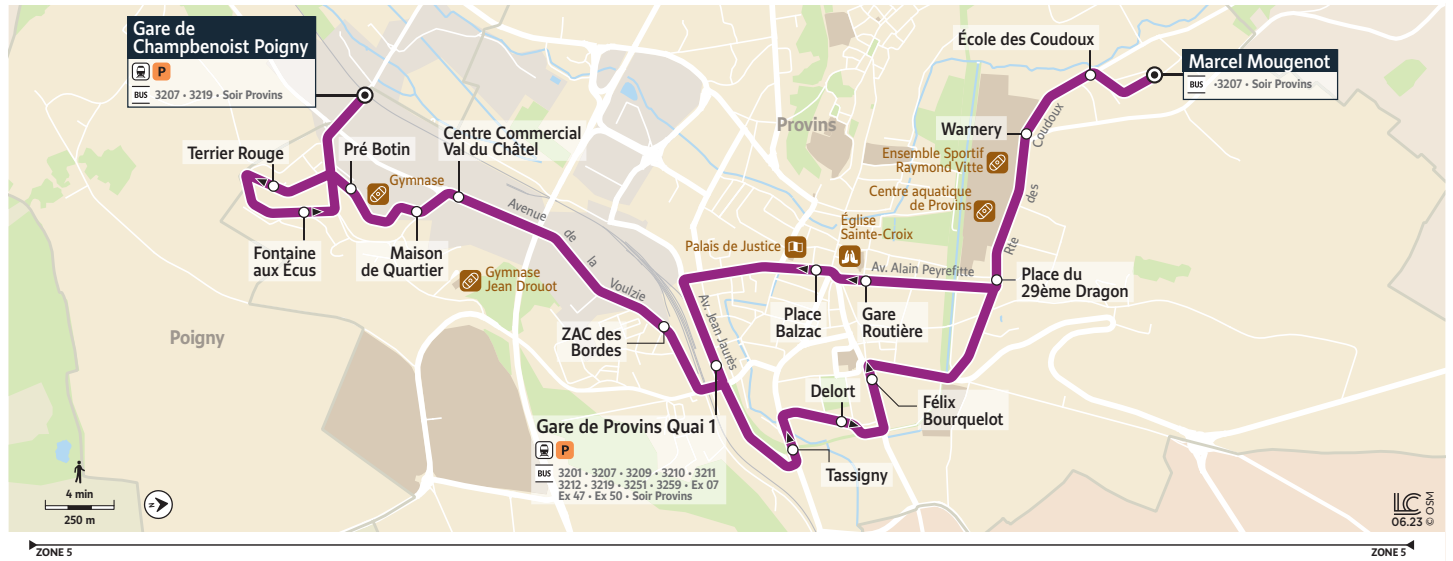 Gare de
Champbenoist Poigny
P
BUS 3207 • 3219 • Soir Provins
Terrier Rouge
Pré Botin
Gymnase
Centre Commercial
Val du Châtel
Fontaine
aux Écus
Maison
de Quartier
Gymnase
Jean Drouot
Poigny
Avenue
de
la
Voulzie
ZAC des
Bordes
Gare de Provins Quai 1
P
BUS 3201 • 3207 • 3209 • 3210 • 3211
3212 • 3219 • 3251 • 3259 • Ex 07
Ex 47 • Ex 50 • Soir Provins
Av. Jean Jaurès
Palais de Justice
Église
Sainte-Croix
Av. Alain Peyrefitte
Place
Balzac
Gare
Routière
Provins
Delort
Tassigny
Félix
Bourquelot
Place du
29ème Dragon
Rte
des
Coudoux
Centre aquatique
de Provins
Ensemble Sportif
Raymond Vitte
Warnery
École des Coudoux
Marcel Mougenot
BUS •3207 • Soir Provins
4 min
250 m
N
LC
06.23 © OSM
ZONE 5
ZONE 5